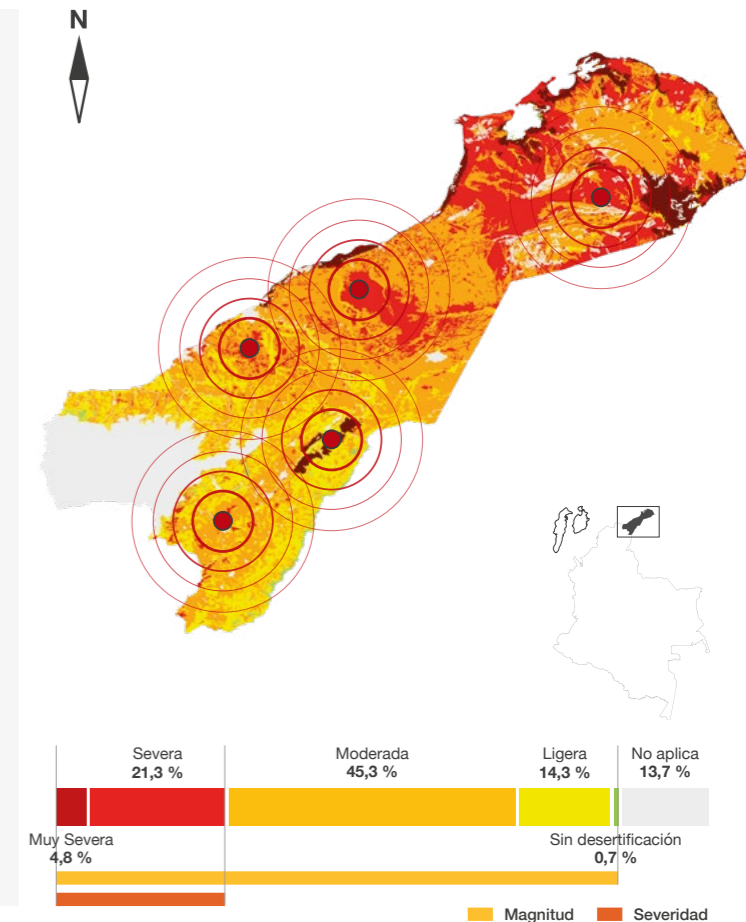 N
Severa
21,3 %
Moderada
45,3 %
Ligera
14,3 %
No aplica
13,7 %
Muy Severa
4,8 %
Sin desertificación
0,7 %
Magnitud
Severidad